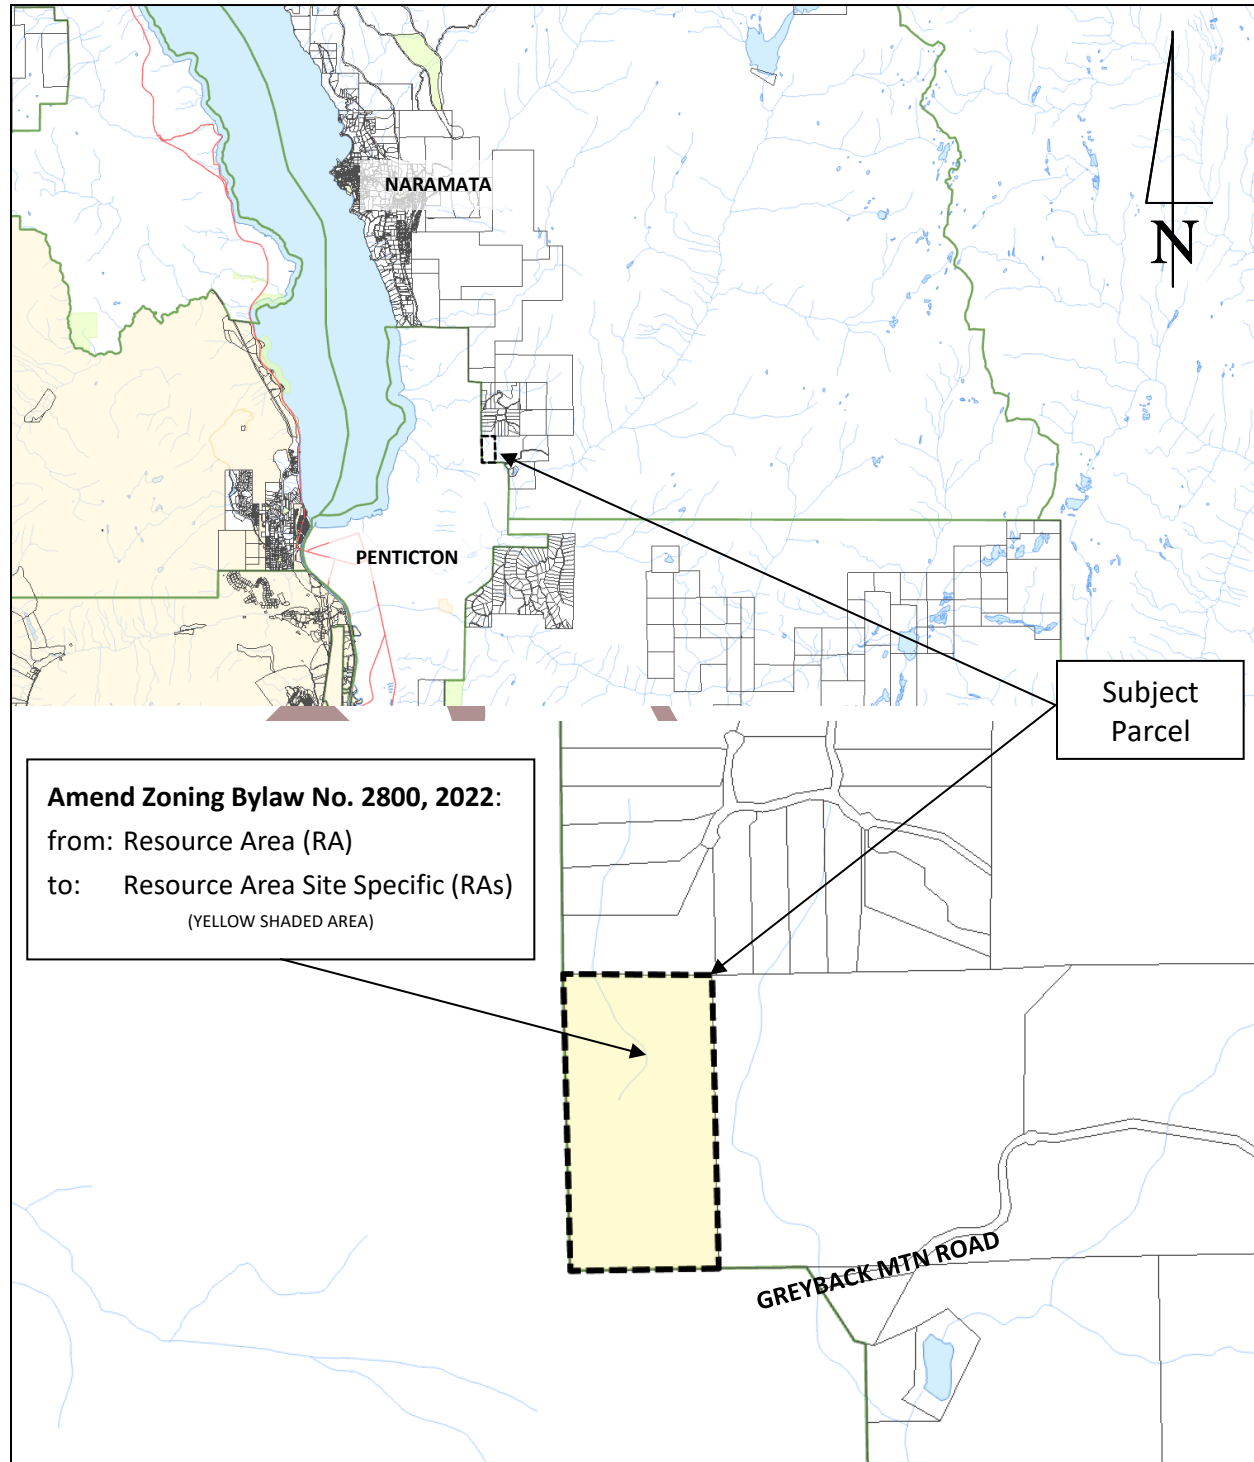 NARAMATA
N
PENTICTON
Subject
Parcel
Amend Zoning Bylaw No. 2800, 2022:
from: Resource Area (RA)
to: Resource Area Site Specific (RAs)
(YELLOW SHADED AREA)
GREYBACK MTN ROAD